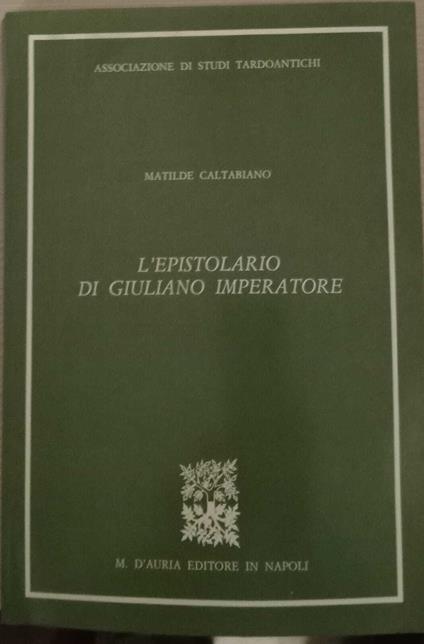 ASSOCIAZIONE DI STUDI TARDOANTICHI
MATILDE CALTABIANO
L'EPISTOLARIO
DI GIULIANO IMPERATORE
M. D'AURIA EDITORE IN NAPOLI